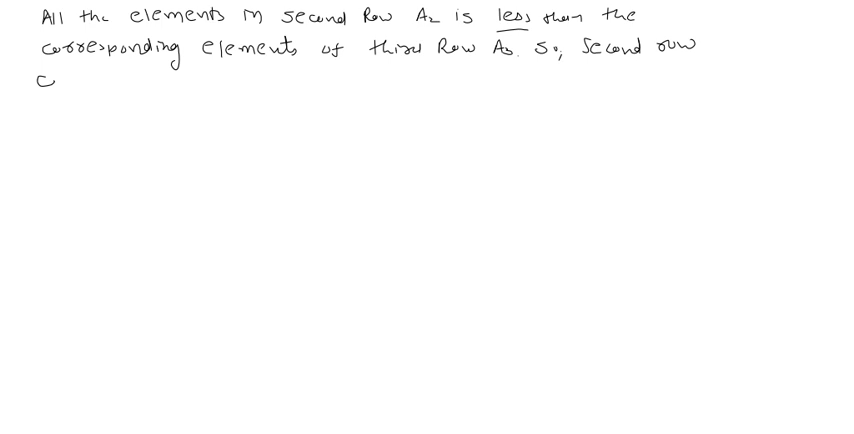 All the elements in second Row A₂ is less than the
corresponding elements of third Row A₃. So, Second row
C